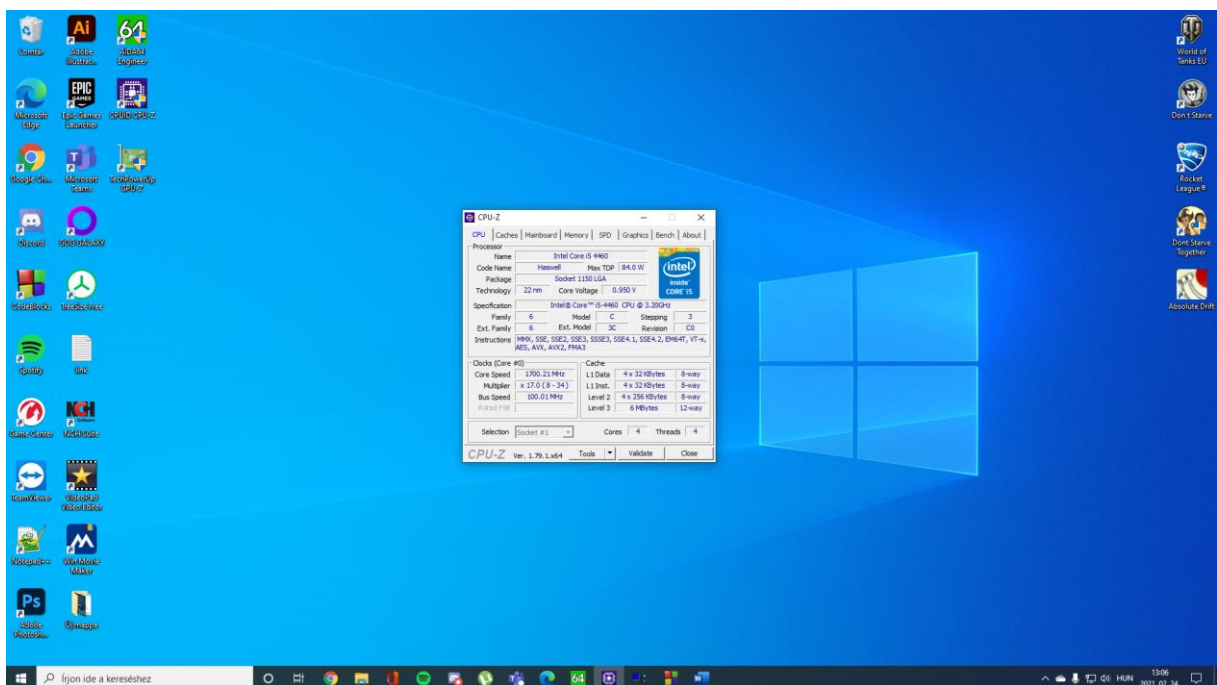 Lomtár
Adobe
Illustrat...
AIDA64
Engineer
World of
Tanks EU
Microsoft
Edge
Epic Games
Launcher
CPUID CPU-Z
Don't Starve
Google Ch...
Microsoft
Teams
TechPowerUp
GPU-Z
Rocket
League®
Discord
GOG GALAXY
Dont Starve
Together
CodeBlocks
TreeSize Free
Absolute Drift
Spotify
link
Game Center
NCH Suite
TeamViewer
VideoPad
Video Editor
Notepad++
Win Movie
Maker
Adobe
Photosh...
Új mappa
CPU-Z
CPU Caches Mainboard Memory SPD Graphics Bench About
Processor
Name Intel Core i5 4460
Code Name Haswell Max TDP 84.0 W
Package Socket 1150 LGA
Technology 22 nm Core Voltage 0.950 V
intel
inside
CORE i5
Specification Intel® Core™ i5-4460 CPU @ 3.20GHz
Family 6 Model C Stepping 3
Ext. Family 6 Ext. Model 3C Revision C0
Instructions MMX, SSE, SSE2, SSE3, SSSE3, SSE4.1, SSE4.2, EM64T, VT-x,
AES, AVX, AVX2, FMA3
Clocks (Core #0)
Core Speed 1700.21 MHz
Multiplier x 17.0 ( 8 - 34 )
Bus Speed 100.01 MHz
Rated FSB
Cache
L1 Data 4 x 32 KBytes 8-way
L1 Inst. 4 x 32 KBytes 8-way
Level 2 4 x 256 KBytes 8-way
Level 3 6 MBytes 12-way
Selection Socket #1 Cores 4 Threads 4
CPU-Z Ver. 1.79.1.x64 Tools Validate Close
Írjon ide a kereséshez
HUN
13:06
2021. 02. 24.